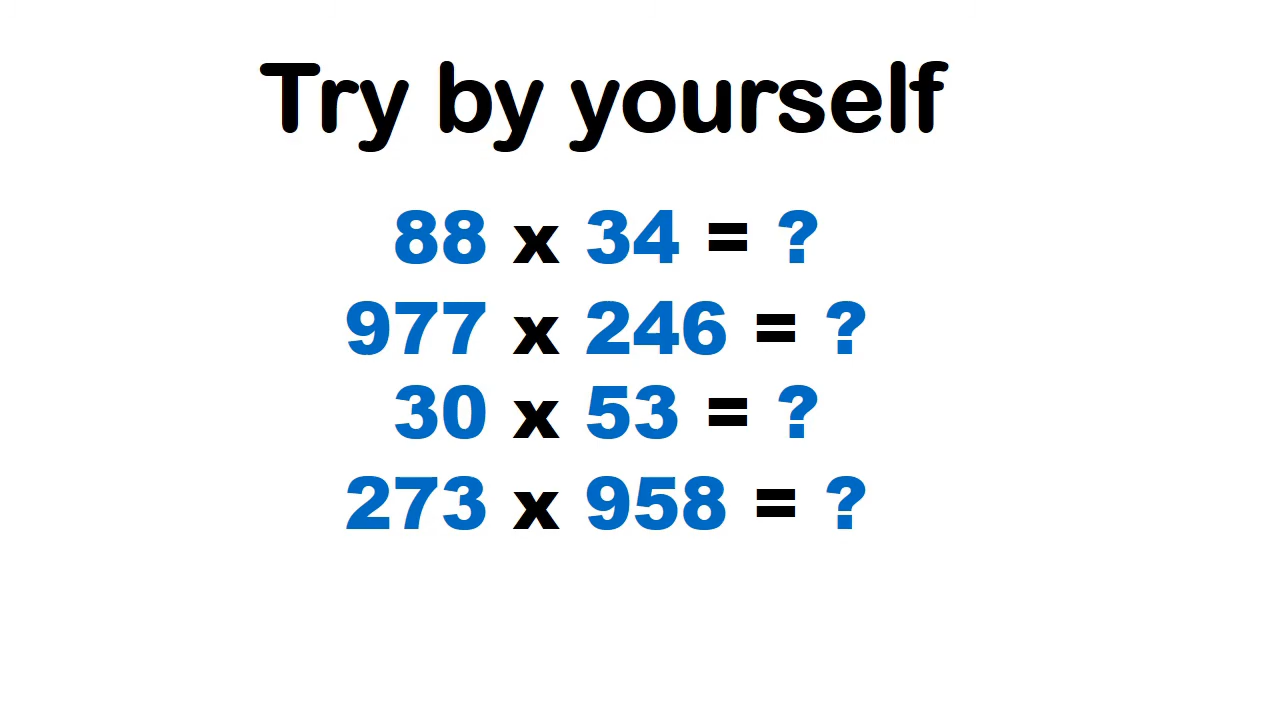 Try by yourself
88 x 34 = ?
977 x 246 = ?
30 x 53 = ?
273 x 958 = ?